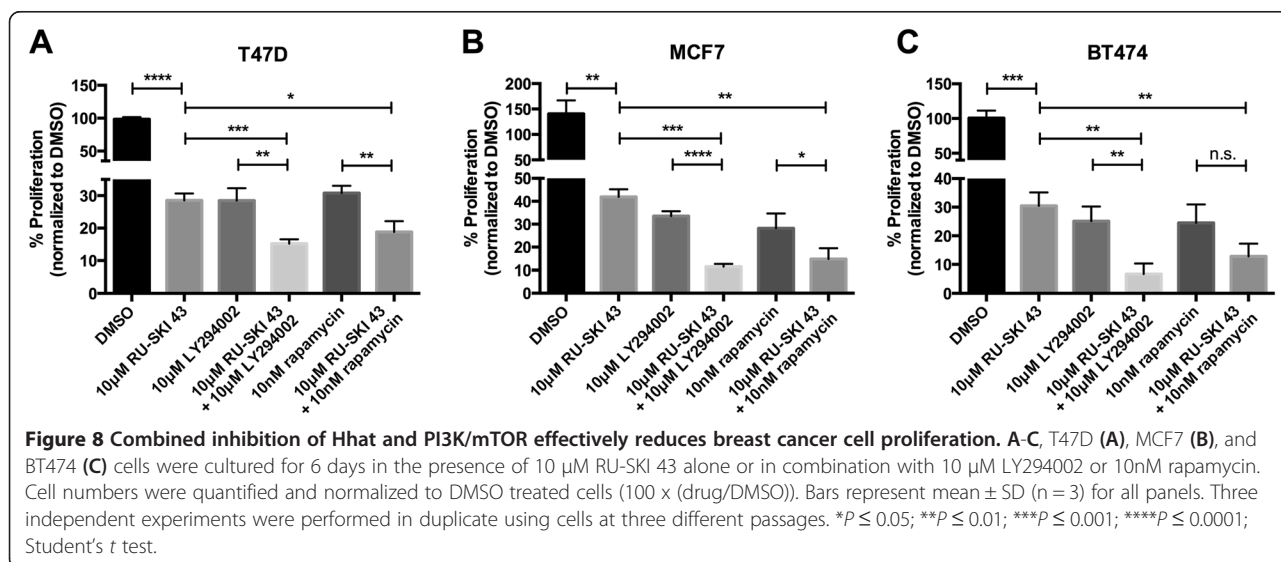 A
T47D
% Proliferation
(normalized to DMSO)
150
100
50
30
20
10
0
****
*
***
**
**
DMSO
10µM RU-SKI 43
10µM LY294002
10µM RU-SKI 43
+ 10µM LY294002
10nM rapamycin
10µM RU-SKI 43
+ 10nM rapamycin
B
MCF7
% Proliferation
(normalized to DMSO)
200
150
100
50
50
40
30
20
10
0
**
**
***
****
*
DMSO
10µM RU-SKI 43
10µM LY294002
10µM RU-SKI 43
+ 10µM LY294002
10nM rapamycin
10µM RU-SKI 43
+ 10nM rapamycin
C
BT474
% Proliferation
(normalized to DMSO)
150
100
50
40
30
20
10
0
***
**
**
**
n.s.
DMSO
10µM RU-SKI 43
10µM LY294002
10µM RU-SKI 43
+ 10µM LY294002
10nM rapamycin
10µM RU-SKI 43
+ 10nM rapamycin
Figure 8 Combined inhibition of Hhat and PI3K/mTOR effectively reduces breast cancer cell proliferation. A-C, T47D (A), MCF7 (B), and
BT474 (C) cells were cultured for 6 days in the presence of 10 µM RU-SKI 43 alone or in combination with 10 µM LY294002 or 10nM rapamycin.
Cell numbers were quantified and normalized to DMSO treated cells (100 x (drug/DMSO)). Bars represent mean ± SD (n = 3) for all panels. Three
independent experiments were performed in duplicate using cells at three different passages. *P ≤ 0.05; **P ≤ 0.01; ***P ≤ 0.001; ****P ≤ 0.0001;
Student's t test.